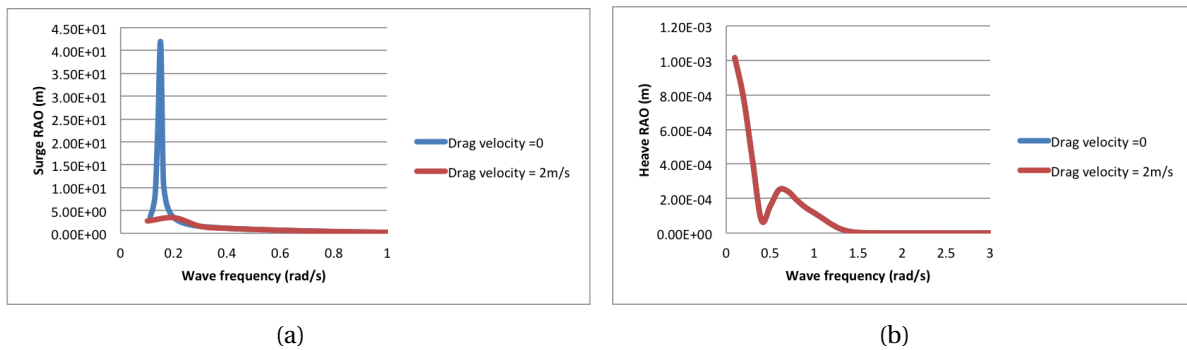 4.50E+01
4.00E+01
3.50E+01
3.00E+01
2.50E+01
2.00E+01
1.50E+01
1.00E+01
5.00E+00
0.00E+00
Surge RAO (m)
0 0.2 0.4 0.6 0.8 1
Wave frequency (rad/s)
Drag velocity =0
Drag velocity = 2m/s
(a)
1.20E-03
1.00E-03
8.00E-04
6.00E-04
4.00E-04
2.00E-04
0.00E+00
Heave RAO (m)
0 0.5 1 1.5 2 2.5 3
Wave frequency (rad/s)
Drag velocity =0
Drag velocity = 2m/s
(b)